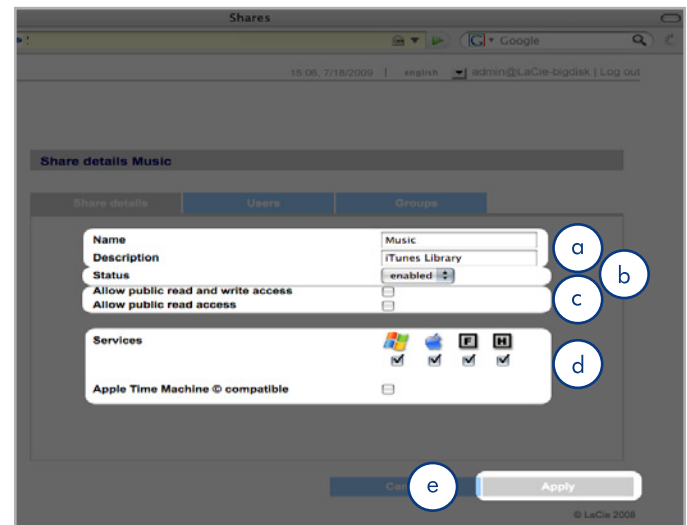 Shares
G Google
15:05, 7/18/2009 | english admin@LaCie-bigdisk | Log out
Share details Music
Share details Users Groups
Name Music
Description iTunes Library
Status enabled
Allow public read and write access
Allow public read access
Services F H
Apple Time Machine © compatible
a
b
c
d
e
Apply
© LaCie 2008